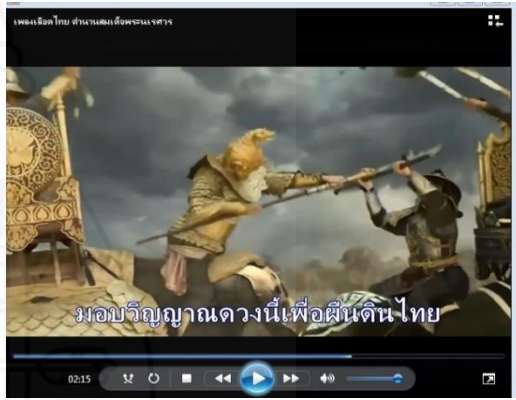 เพลงเลือดไทย ตำนานสมเด็จพระนเรศวร
มอบวิญญาณดวงนี้เพื่อผืนดินไทย
02:15